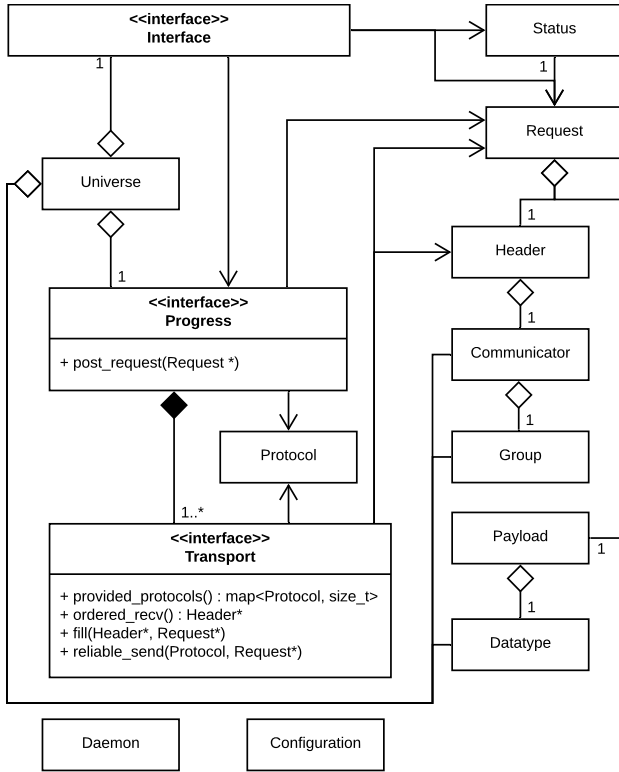 <<interface>>
Interface
Status
1
1
Request
Universe
1
Header
1
<<interface>>
Progress
+ post_request(Request *)
1
Communicator
1
Protocol
Group
1..*
<<interface>>
Transport
+ provided_protocols() : map<Protocol, size_t>
+ ordered_recv() : Header*
+ fill(Header*, Request*)
+ reliable_send(Protocol, Request*)
Payload
1
1
Datatype
Daemon
Configuration